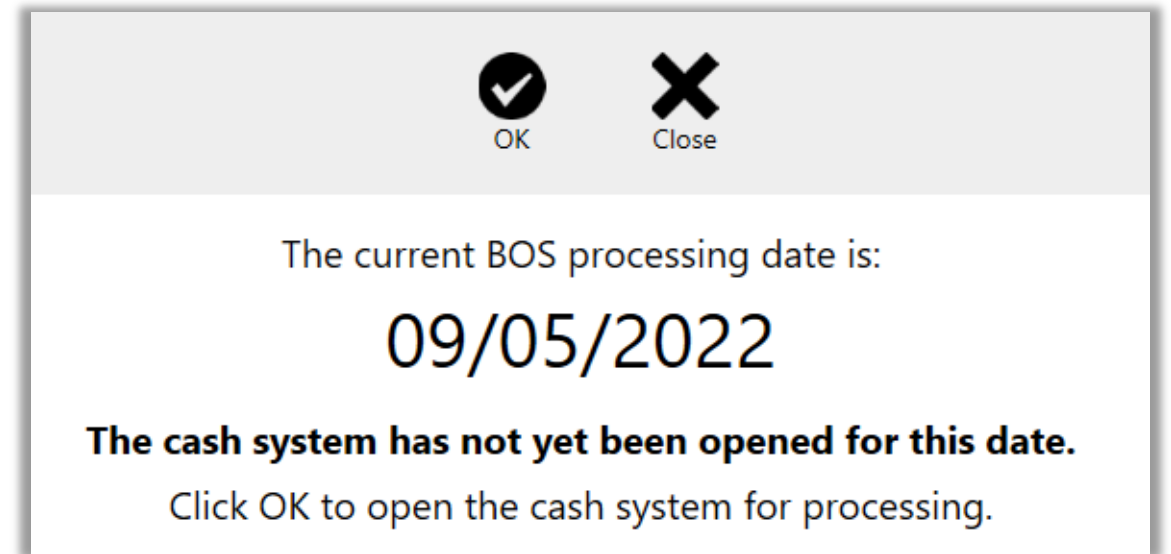 OK Close
The current BOS processing date is:
09/05/2022
The cash system has not yet been opened for this date.
Click OK to open the cash system for processing.